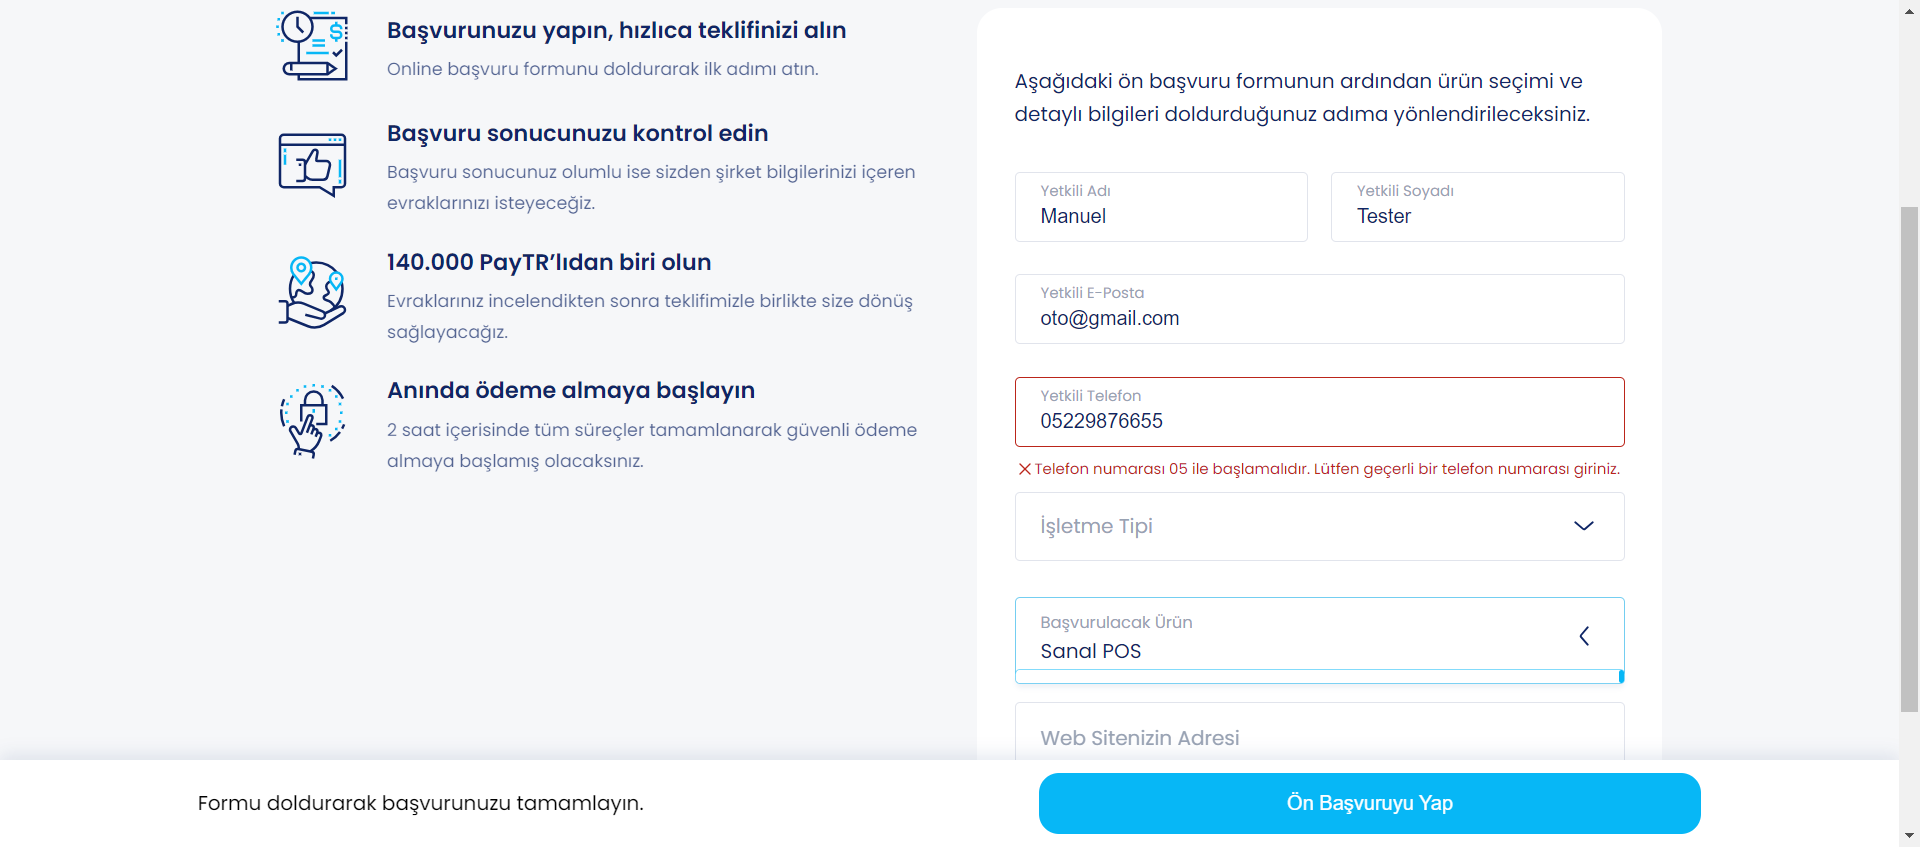 Başvurunuzu yapın, hızlıca teklifinizi alın
Online başvuru formunu doldurarak ilk adımı atın.
Başvuru sonucunuzu kontrol edin
Başvuru sonucunuz olumlu ise sizden şirket bilgilerinizi içeren
evraklarınızı isteyeceğiz.
140.000 PayTR’lıdan biri olun
Evraklarınız incelendikten sonra teklifimizle birlikte size dönüş
sağlayacağız.
Anında ödeme almaya başlayın
2 saat içerisinde tüm süreçler tamamlanarak güvenli ödeme
almaya başlamış olacaksınız.
Aşağıdaki ön başvuru formunun ardından ürün seçimi ve
detaylı bilgileri doldurduğunuz adıma yönlendirileceksiniz.
Yetkili Adı
Manuel
Yetkili Soyadı
Tester
Yetkili E-Posta
oto@gmail.com
Yetkili Telefon
05229876655
Telefon numarası 05 ile başlamalıdır. Lütfen geçerli bir telefon numarası giriniz.
İşletme Tipi
Başvurulacak Ürün
Sanal POS
Web Sitenizin Adresi
Formu doldurarak başvurunuzu tamamlayın.
Ön Başvuruyu Yap